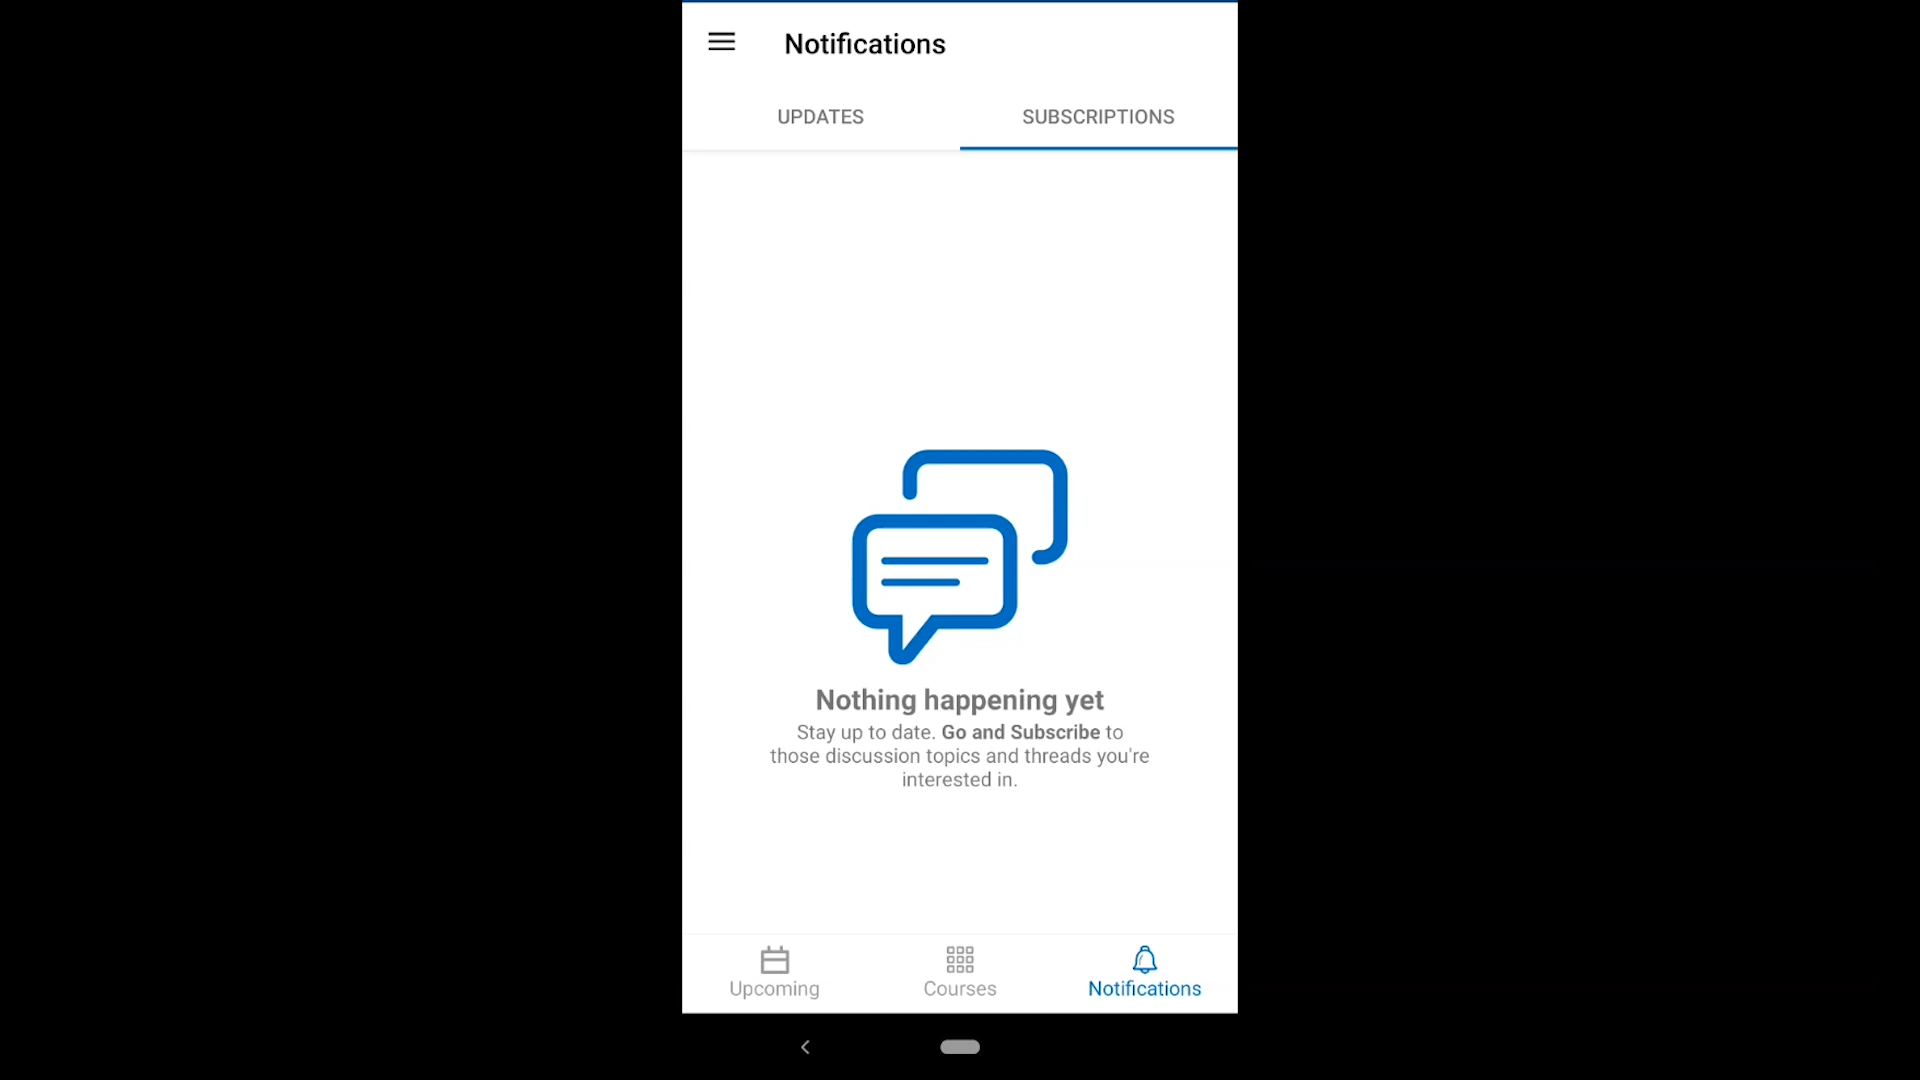 Notifications
UPDATES
SUBSCRIPTIONS
Nothing happening yet
Stay up to date. Go and Subscribe to
those discussion topics and threads you're
interested in.
Upcoming
Courses
Notifications